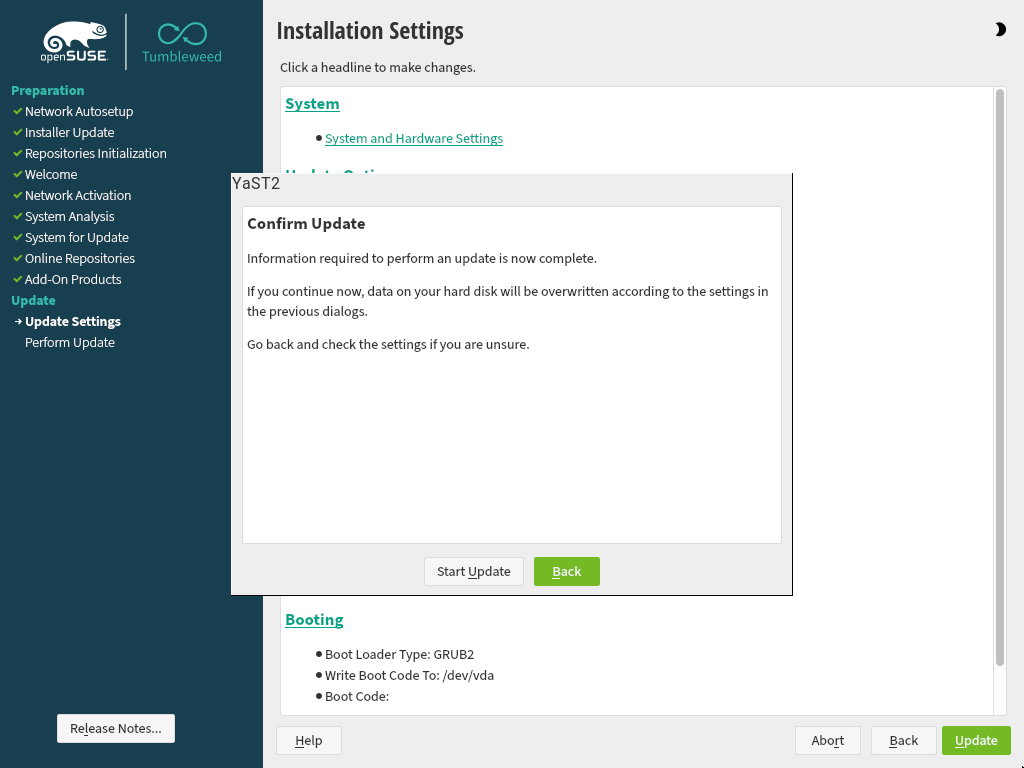 openSUSE
Tumbleweed
Preparation
Network Autosetup
Installer Update
Repositories Initialization
Welcome
Network Activation
System Analysis
System for Update
Online Repositories
Add-On Products
Update
Update Settings
Perform Update
Release Notes...
Installation Settings
Click a headline to make changes.
System
System and Hardware Settings
YaST2
Confirm Update
Information required to perform an update is now complete.
If you continue now, data on your hard disk will be overwritten according to the settings in
the previous dialogs.
Go back and check the settings if you are unsure.
Start Update
Back
Booting
Boot Loader Type: GRUB2
Write Boot Code To: /dev/vda
Boot Code:
Help
Abort
Back
Update